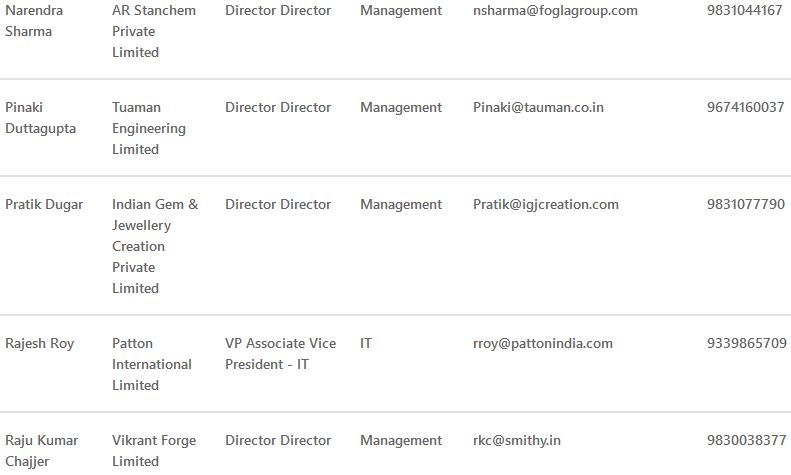 Narendra AR Stanchem Director Director Management nsharma@foglagroup.com 9831044167
Sharma Private
Limited
Pinaki Tuaman Director Director Management Pinaki@tauman.co.in 9674160037
Duttagupta Engineering
Limited
Pratik Dugar Indian Gem & Director Director Management Pratik@igjcreation.com 9831077790
Jewellery
Creation
Private
Limited
Rajesh Roy Patton VP Associate Vice IT rroy@pattonindia.com 9339865709
International President - IT
Limited
Raju Kumar Vikrant Forge Director Director Management rkc@smithy.in 9830038377
Chajjer Limited